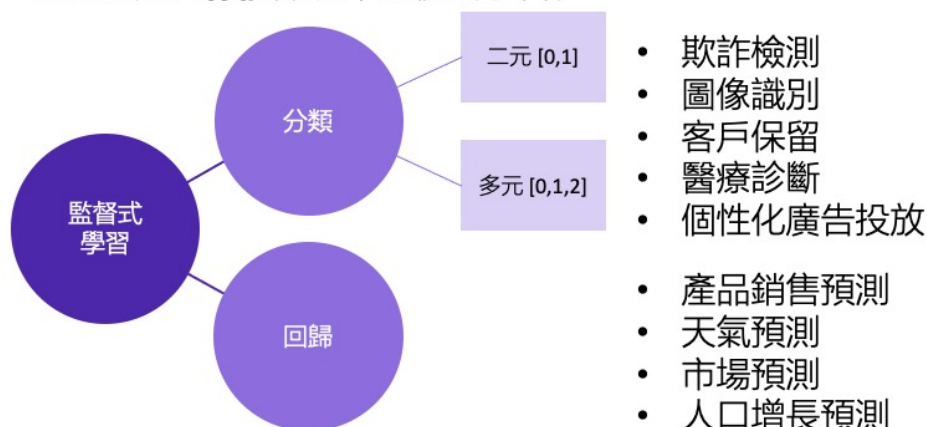 監督式
學習
分類
二元 [0,1]
多元 [0,1,2]
回歸
• 欺詐檢測
• 圖像識別
• 客戶保留
• 醫療診斷
• 個性化廣告投放
• 產品銷售預測
• 天氣預測
• 市場預測
• 人口增長預測